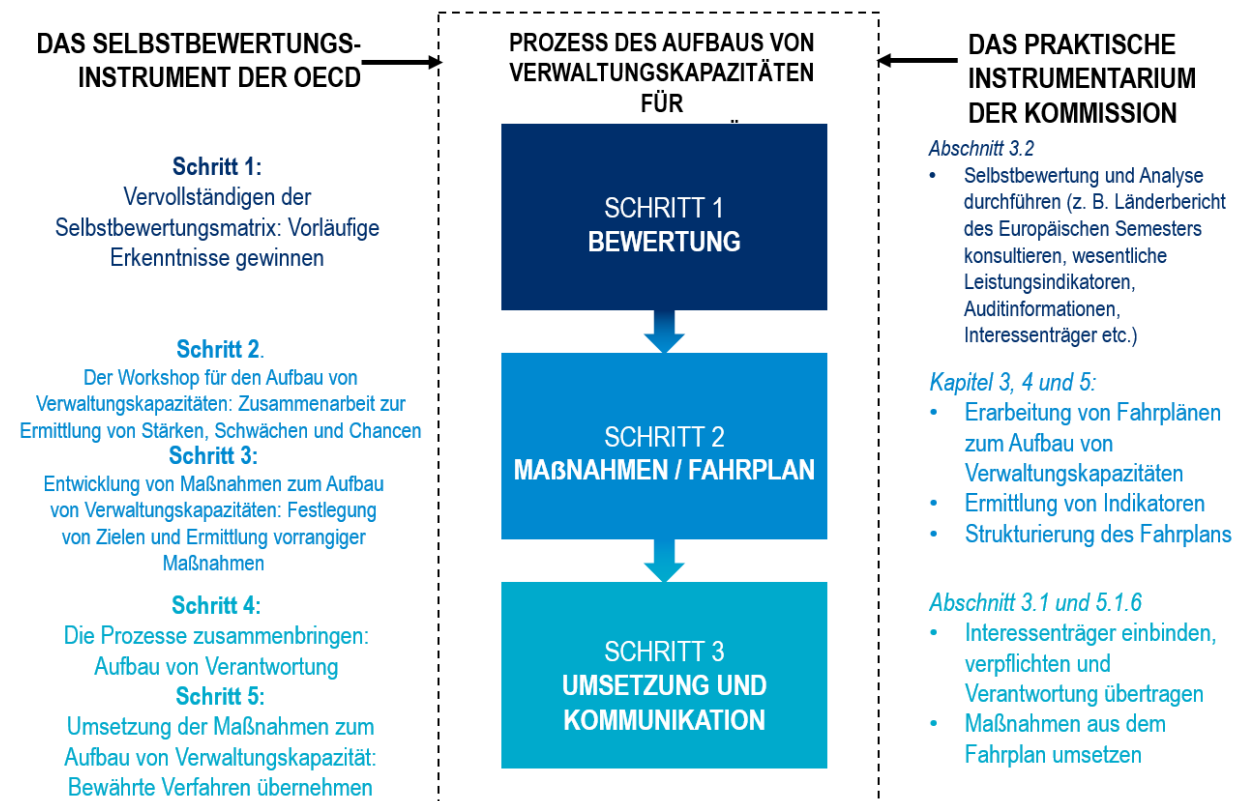 DAS SELBSTBEWERTUNGS-
INSTRUMENT DER OECD
Schritt 1:
Vervollständigen der
Selbstbewertungsmatrix: Vorläufige
Erkenntnisse gewinnen
Schritt 2.
Der Workshop für den Aufbau von
Verwaltungskapazitäten: Zusammenarbeit zur
Ermittlung von Stärken, Schwächen und Chancen
Schritt 3:
Entwicklung von Maßnahmen zum Aufbau
von Verwaltungskapazitäten: Festlegung
von Zielen und Ermittlung vorrangiger
Maßnahmen
Schritt 4:
Die Prozesse zusammenbringen:
Aufbau von Verantwortung
Schritt 5:
Umsetzung der Maßnahmen zum
Aufbau von Verwaltungskapazität:
Bewährte Verfahren übernehmen
PROZESS DES AUFBAUS VON
VERWALTUNGSKAPAZITÄTEN
FÜR
SCHRITT 1
BEWERTUNG
SCHRITT 2
MAßNAHMEN / FAHRPLAN
SCHRITT 3
UMSETZUNG UND
KOMMUNIKATION
DAS PRAKTISCHE
INSTRUMENTARIUM
DER KOMMISSION
Abschnitt 3.2
• Selbstbewertung und Analyse
durchführen (z. B. Länderbericht
des Europäischen Semesters
konsultieren, wesentliche
Leistungsindikatoren,
Auditinformationen,
Interessenträger etc.)
Kapitel 3, 4 und 5:
• Erarbeitung von Fahrplänen
zum Aufbau von
Verwaltungskapazitäten
• Ermittlung von Indikatoren
• Strukturierung des Fahrplans
Abschnitt 3.1 und 5.1.6
• Interessenträger einbinden,
verpflichten und
Verantwortung übertragen
• Maßnahmen aus dem
Fahrplan umsetzen